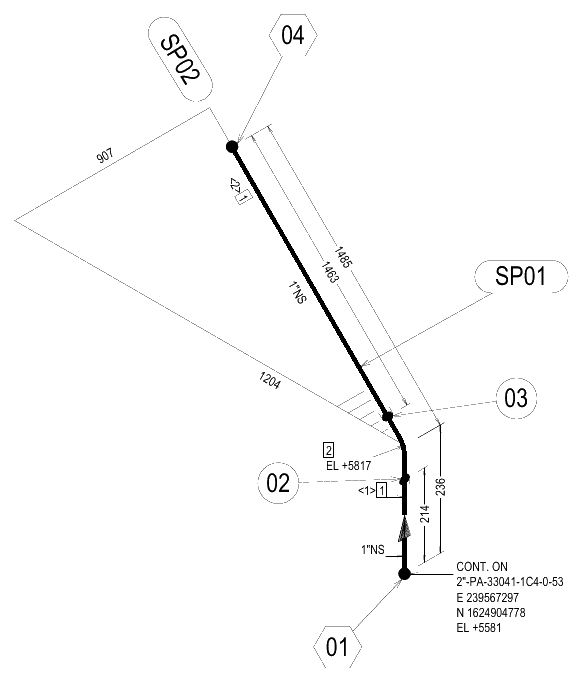 04
SP02
907
<2> 1
1485
1463
1"NS
SP01
1204
03
2
EL +5817
02
<1> 1
236
214
1"NS
CONT. ON
2"-PA-33041-1C4-0-53
E 239567297
N 1624904778
EL +5581
01